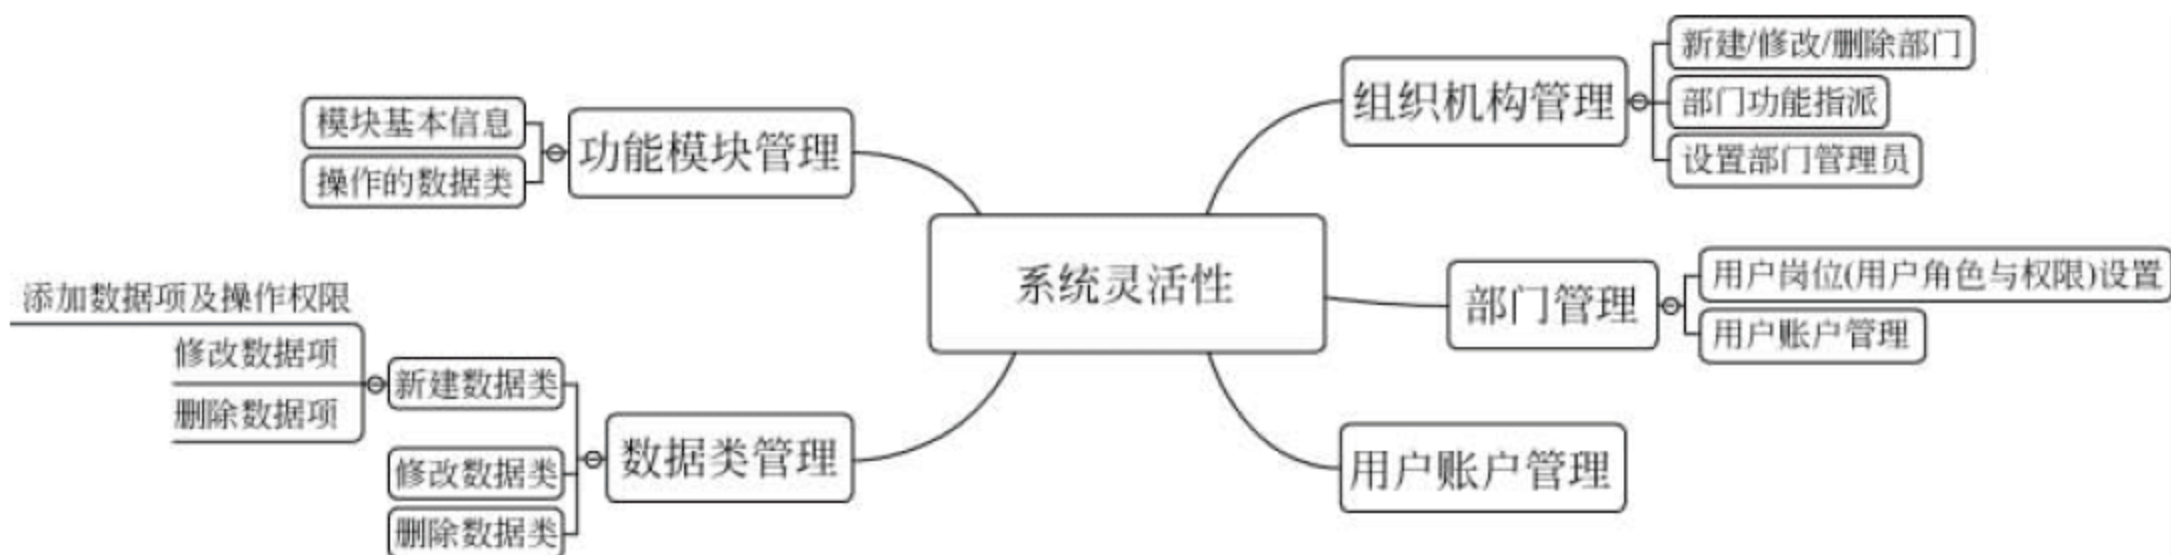 系统灵活性
组织机构管理
新建/修改/删除部门
部门功能指派
设置部门管理员
部门管理
用户岗位(用户角色与权限)设置
用户账户管理
用户账户管理
功能模块管理
模块基本信息
操作的数据类
数据类管理
新建数据类
添加数据项及操作权限
修改数据项
删除数据项
修改数据类
删除数据类